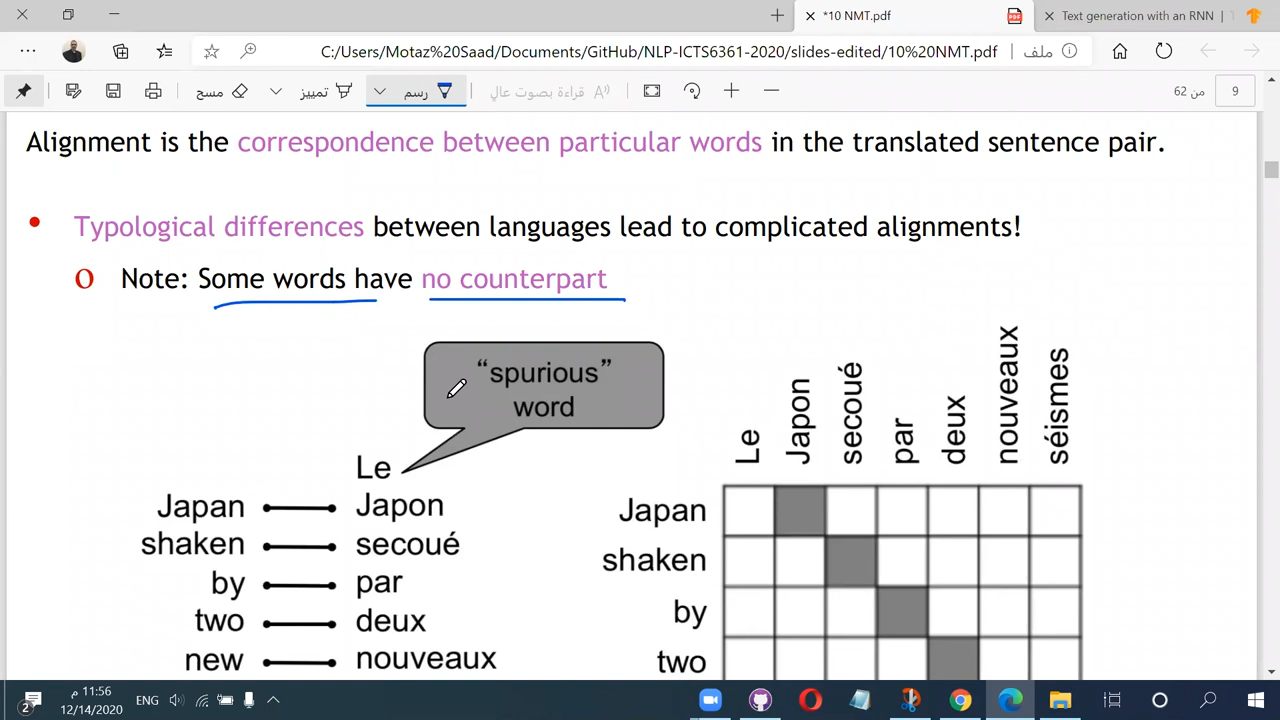 *10 NMT.pdf
Text generation with an RNN | T
C:/Users/Motaz%20Saad/Documents/GitHub/NLP-ICTS6361-2020/slides-edited/10%20NMT.pdf
ملف
مسح
تمييز
رسم
قراءة بصوت عالٍ
9
من 62
Alignment is the correspondence between particular words in the translated sentence pair.
• Typological differences between languages lead to complicated alignments!
o Note: Some words have no counterpart
"spurious"
word
Le
Japan Japon
shaken secoué
by par
two deux
new nouveaux
Le
Japon
secoué
par
deux
nouveaux
séismes
Japan
shaken
by
two
2
11:56 م
12/14/2020
ENG